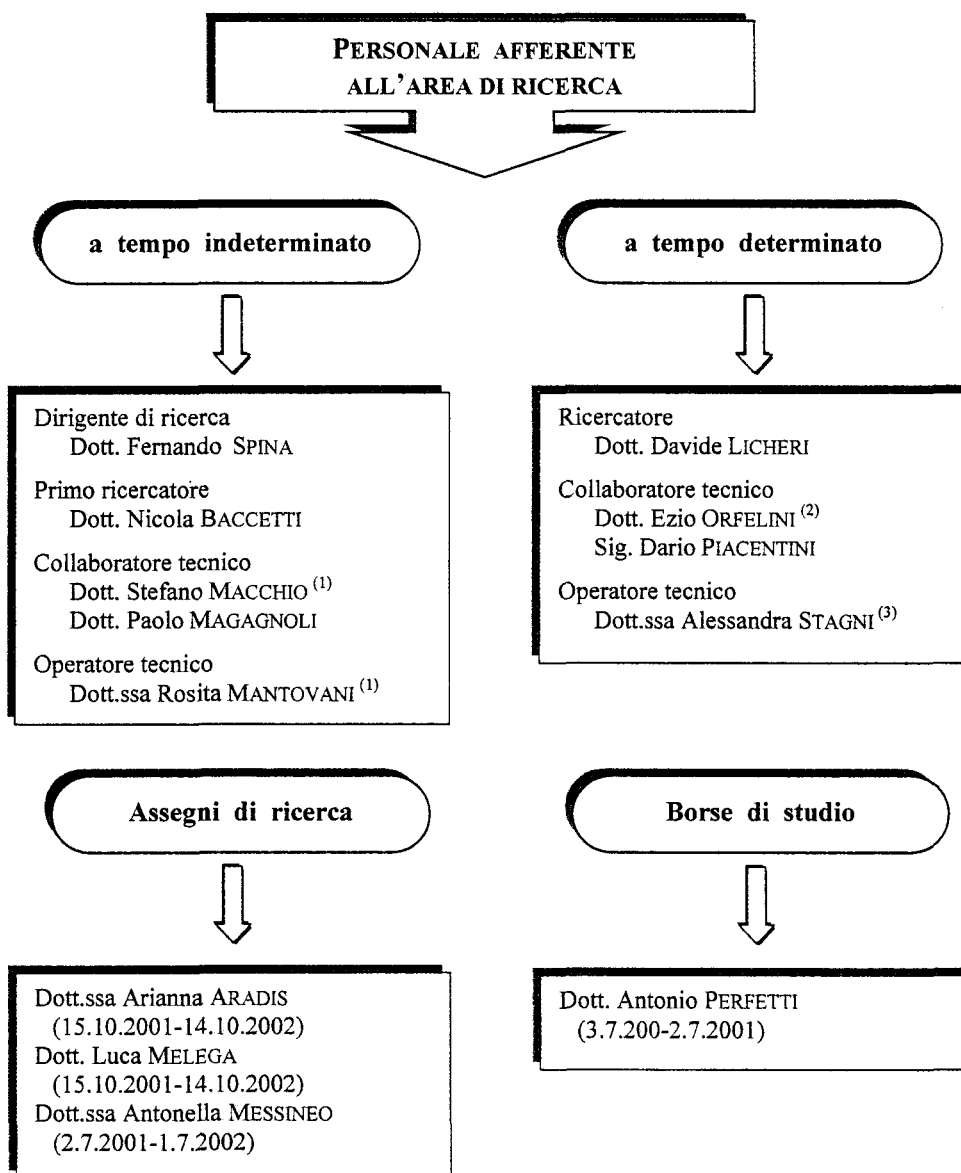 PERSONALE AFFERENTE
ALL'AREA DI RICERCA
a tempo indeterminato
Dirigente di ricerca
Dott. Fernando SPINA
Primo ricercatore
Dott. Nicola BACCETTI
Collaboratore tecnico
Dott. Stefano MACCHIO (1)
Dott. Paolo MAGAGNOLI
Operatore tecnico
Dott.ssa Rosita MANTOVANI (1)
a tempo determinato
Ricercatore
Dott. Davide LICHERI
Collaboratore tecnico
Dott. Ezio ORFELINI (2)
Sig. Dario PIACENTINI
Operatore tecnico
Dott.ssa Alessandra STAGNI (3)
Assegni di ricerca
Dott.ssa Arianna ARADIS
(15.10.2001-14.10.2002)
Dott. Luca MELEGA
(15.10.2001-14.10.2002)
Dott.ssa Antonella MESSINEO
(2.7.2001-1.7.2002)
Borse di studio
Dott. Antonio PERFETTI
(3.7.200-2.7.2001)